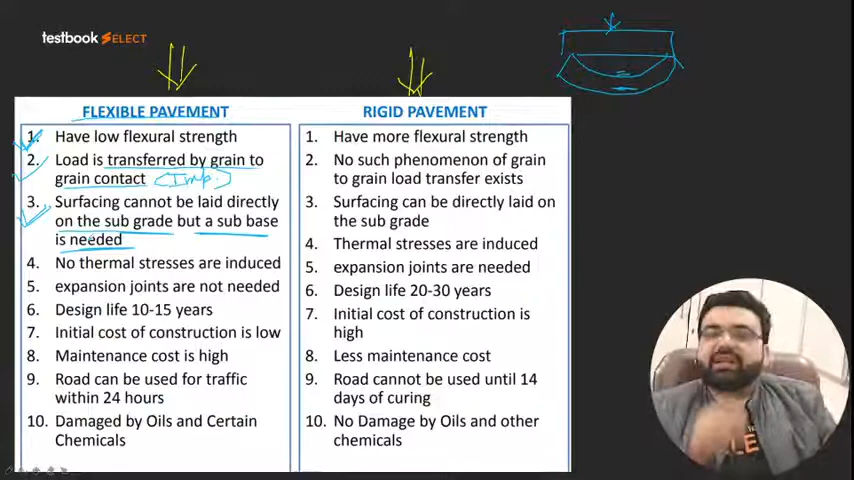 testbook SELECT
FLEXIBLE PAVEMENT
1. Have low flexural strength
2. Load is transferred by grain to
grain contact (Imp.)
3. Surfacing cannot be laid directly
on the sub grade but a sub base
is needed
4. No thermal stresses are induced
5. expansion joints are not needed
6. Design life 10-15 years
7. Initial cost of construction is low
8. Maintenance cost is high
9. Road can be used for traffic
within 24 hours
10. Damaged by Oils and Certain
Chemicals
RIGID PAVEMENT
1. Have more flexural strength
2. No such phenomenon of grain
to grain load transfer exists
3. Surfacing can be directly laid on
the sub grade
4. Thermal stresses are induced
5. expansion joints are needed
6. Design life 20-30 years
7. Initial cost of construction is
high
8. Less maintenance cost
9. Road cannot be used until 14
days of curing
10. No Damage by Oils and other
chemicals